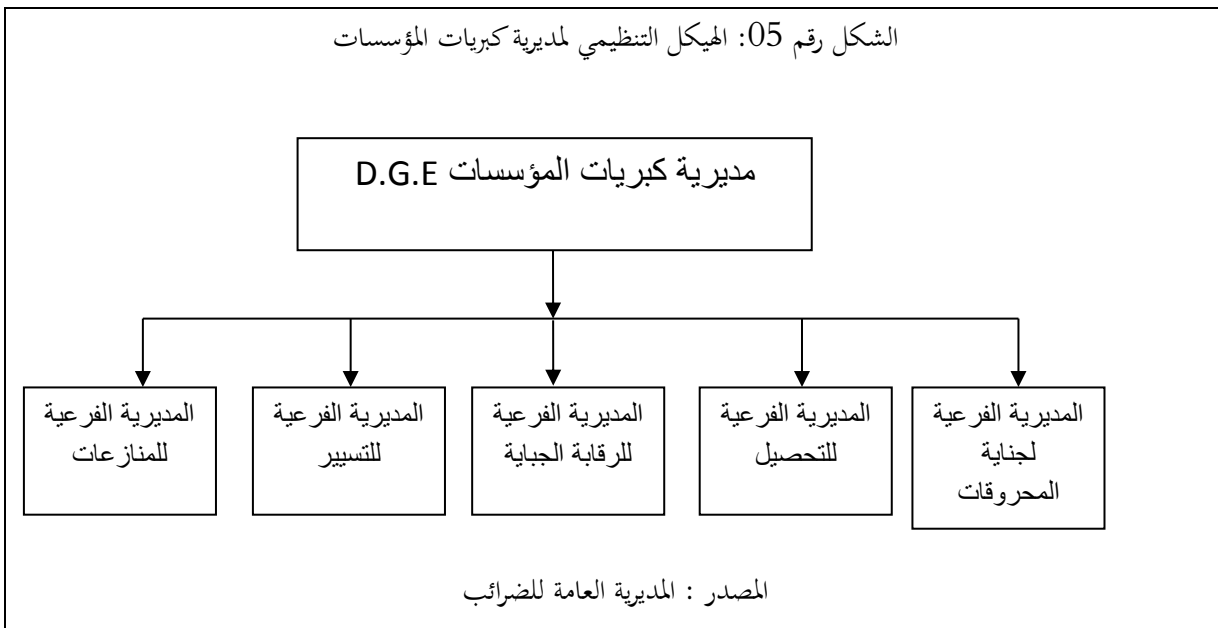 الشكل رقم 05: الهيكل التنظيمي لمديرية كبريات المؤسسات
مديرية كبريات المؤسسات D.G.E
المديرية الفرعية
لجناية
المحروقات
المديرية الفرعية
للتحصيل
المديرية الفرعية
للرقابة الجباية
المديرية الفرعية
للتسيير
المديرية الفرعية
للمنازعات
المصدر : المديرية العامة للضرائب